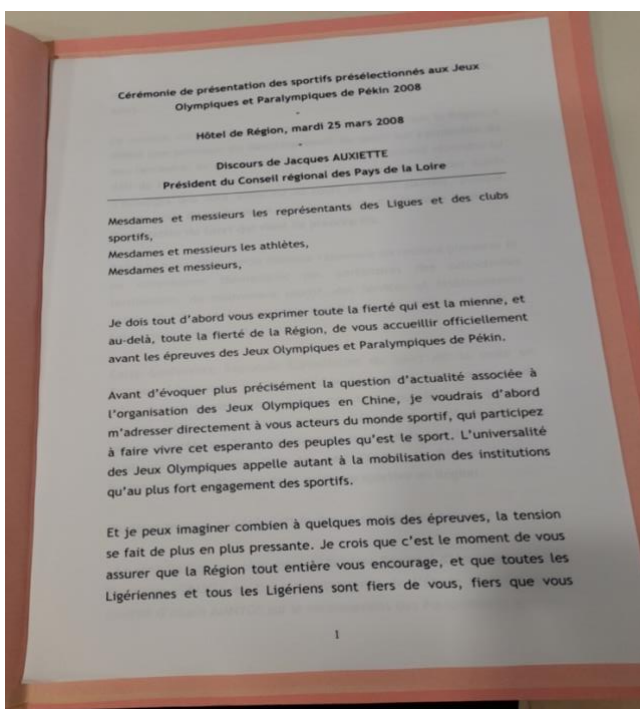 Cérémonie de présentation des sportifs présélectionnés aux Jeux
Olympiques et Paralympiques de Pékin 2008
-
Hôtel de Région, mardi 25 mars 2008
-
Discours de Jacques AUXIETTE
Président du Conseil régional des Pays de la Loire
Mesdames et messieurs les représentants des Ligues et des clubs
sportifs,
Mesdames et messieurs les athlètes,
Mesdames et messieurs,
Je dois tout d'abord vous exprimer toute la fierté qui est la mienne, et
au-delà, toute la fierté de la Région, de vous accueillir officiellement
avant les épreuves des Jeux Olympiques et Paralympiques de Pékin.
Avant d'évoquer plus précisément la question d'actualité associée à
l'organisation des Jeux Olympiques en Chine, je voudrais d'abord
m'adresser directement à vous acteurs du monde sportif, qui participez
à faire vivre cet esperanto des peuples qu'est le sport. L'universalité
des Jeux Olympiques appelle autant à la mobilisation des institutions
qu'au plus fort engagement des sportifs.
Et je peux imaginer combien à quelques mois des épreuves, la tension
se fait de plus en plus pressante. Je crois que c'est le moment de vous
assurer que la Région tout entière vous encourage, et que toutes les
Ligériennes et tous les Ligériens sont fiers de vous, fiers que vous
1